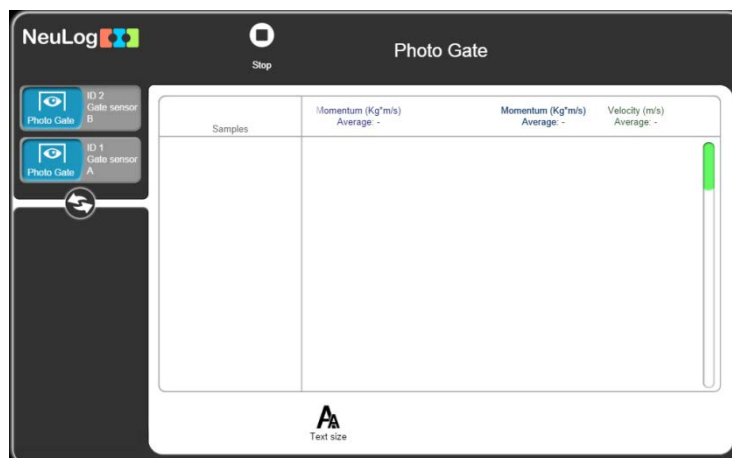 NeuLog
Stop
Photo Gate
Photo Gate
ID 2
Gate sensor
B
Photo Gate
ID 1
Gate sensor
A
Samples
Momentum (Kg*m/s)
Average: -
Momentum (Kg*m/s)
Average: -
Velocity (m/s)
Average: -
AA
Text size